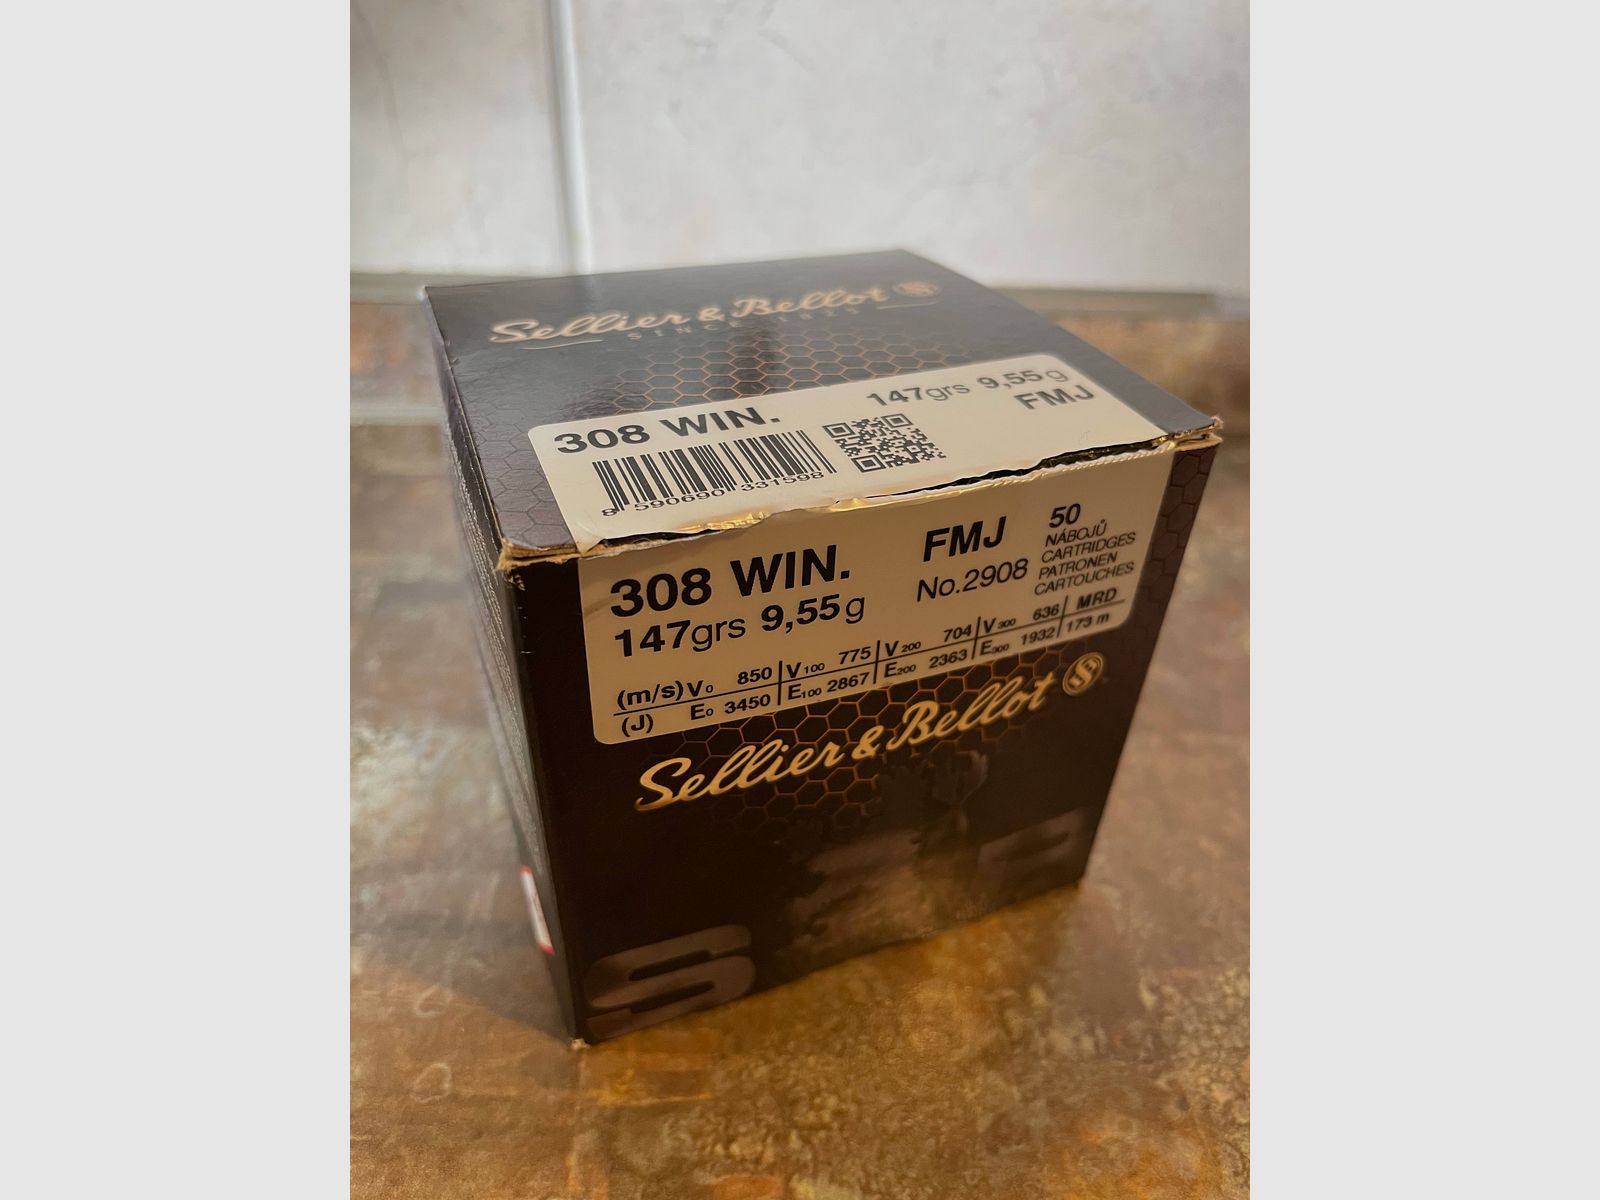 Sellier & Bellot
SINCE 1825
308 WIN.
147grs 9,55g
FMJ
8 590690 331598
308 WIN.
147grs 9,55g
FMJ
No.2908
50
NÁBOJŮ
CARTRIDGES
PATRONEN
CARTOUCHES
(m/s) V0 850 V100 775 V200 704 V300 636 MRD
(J) E0 3450 E100 2867 E200 2363 E300 1932 173 m
Sellier & Bellot
S